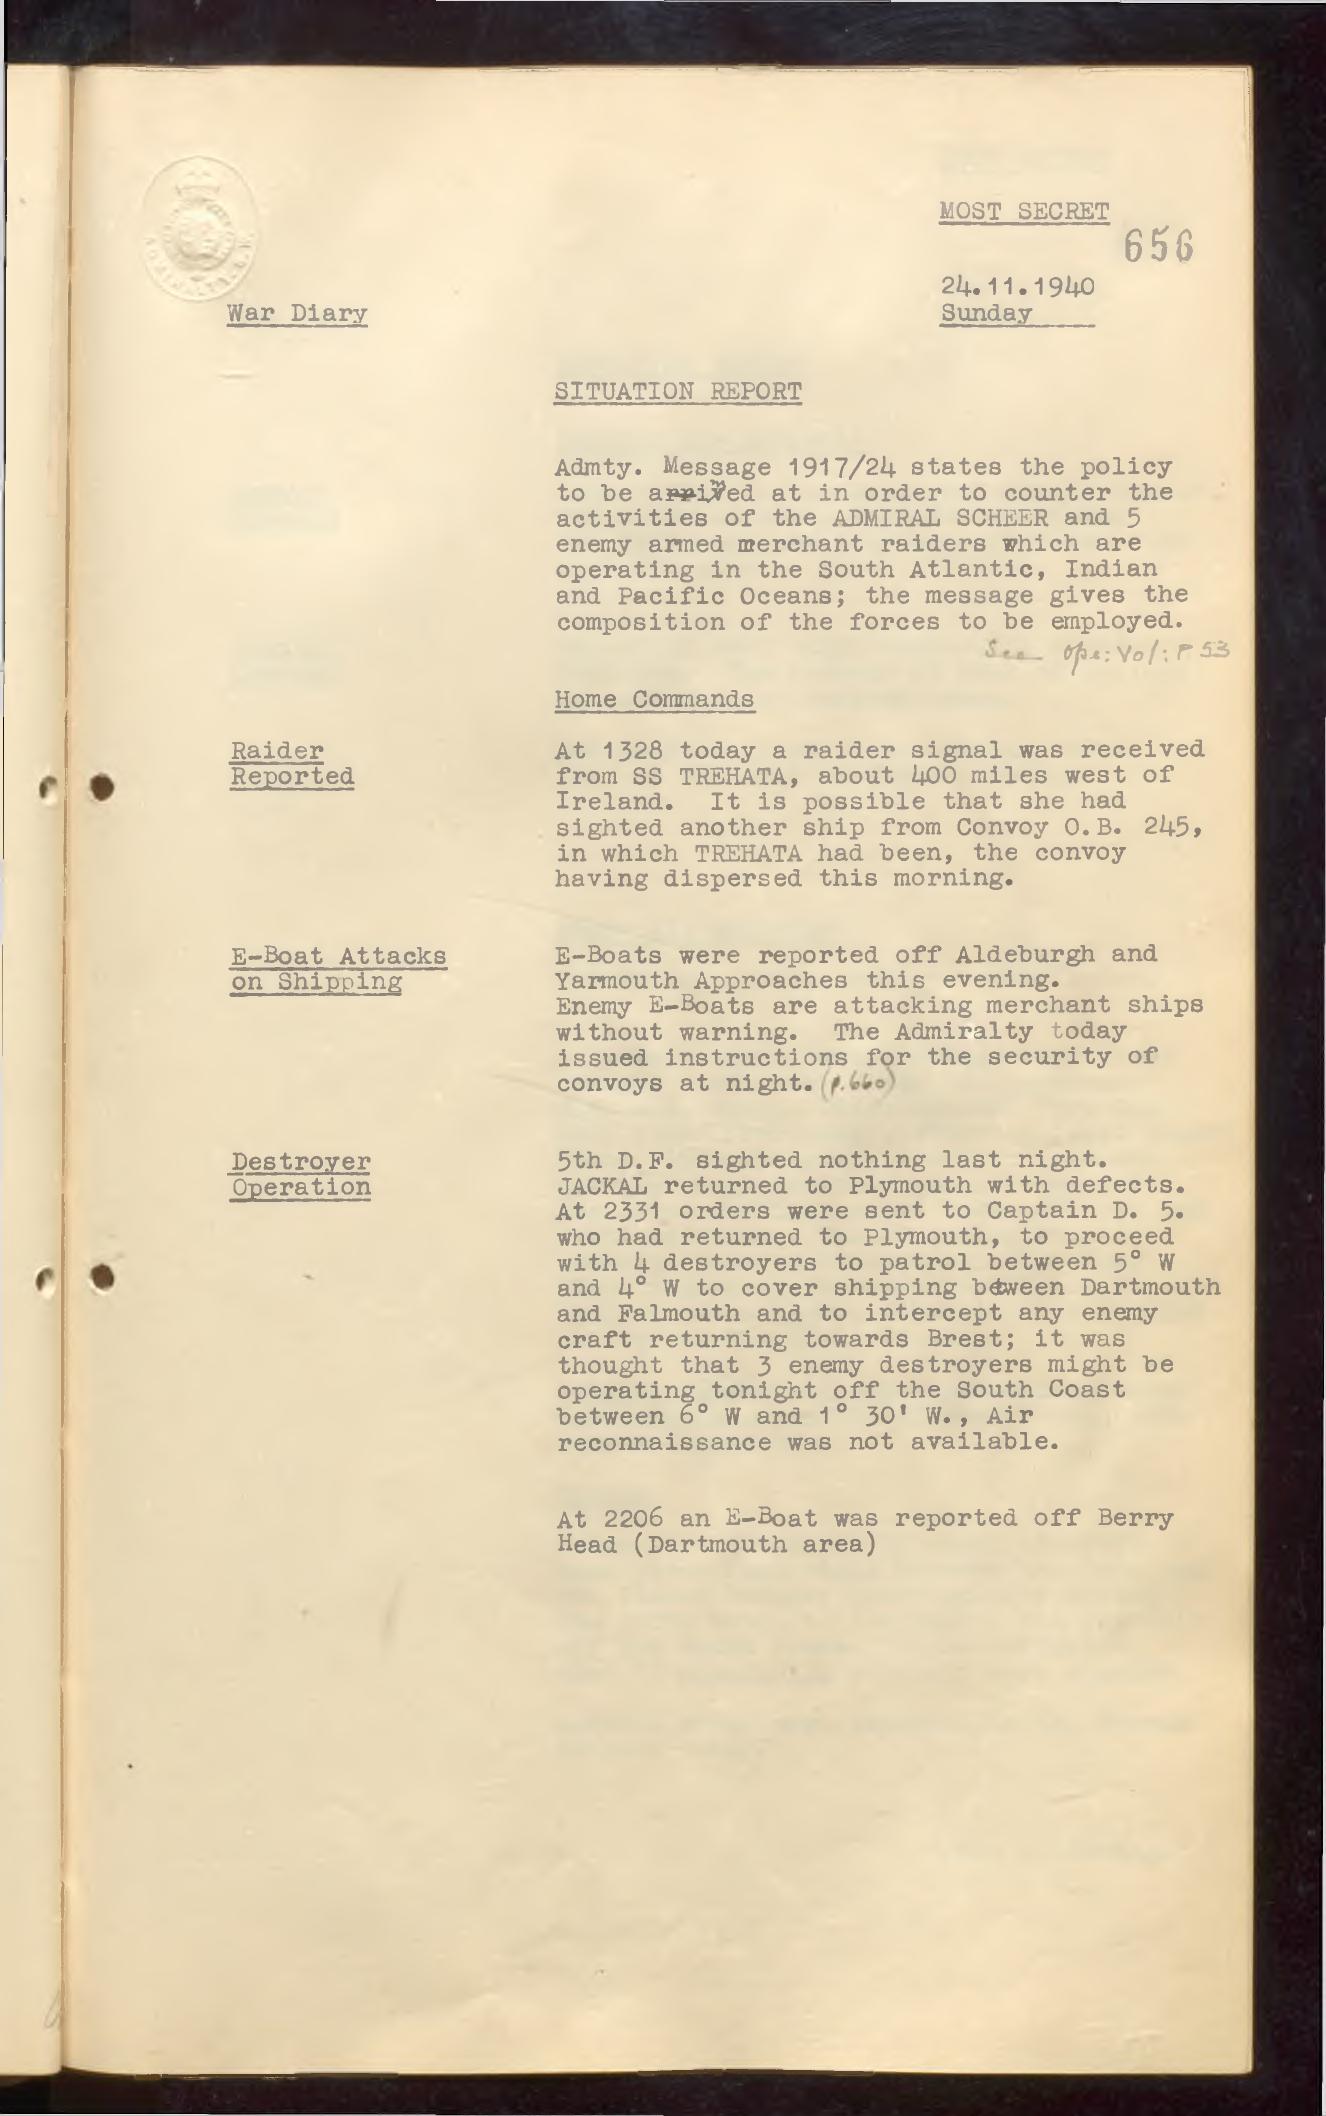 MOST SECRET
656
24.11.1940
Sunday
War Diary
SITUATION REPORT
Admty. Message 1917/24 states the policy
to be arrived at in order to counter the
activities of the ADMIRAL SCHEER and 5
enemy armed merchant raiders which are
operating in the South Atlantic, Indian
and Pacific Oceans; the message gives the
composition of the forces to be employed.
See Ope: Vol: P 53
Home Commands
Raider
Reported
At 1328 today a raider signal was received
from SS TREHATA, about 400 miles west of
Ireland. It is possible that she had
sighted another ship from Convoy O.B. 245,
in which TREHATA had been, the convoy
having dispersed this morning.
E-Boat Attacks
on Shipping
E-Boats were reported off Aldeburgh and
Yarmouth Approaches this evening.
Enemy E-Boats are attacking merchant ships
without warning. The Admiralty today
issued instructions for the security of
convoys at night. (p.660)
Destroyer
Operation
5th D.F. sighted nothing last night.
JACKAL returned to Plymouth with defects.
At 2331 orders were sent to Captain D. 5.
who had returned to Plymouth, to proceed
with 4 destroyers to patrol between 5° W
and 4° W to cover shipping between Dartmouth
and Falmouth and to intercept any enemy
craft returning towards Brest; it was
thought that 3 enemy destroyers might be
operating tonight off the South Coast
between 6° W and 1° 30' W., Air
reconnaissance was not available.
At 2206 an E-Boat was reported off Berry
Head (Dartmouth area)